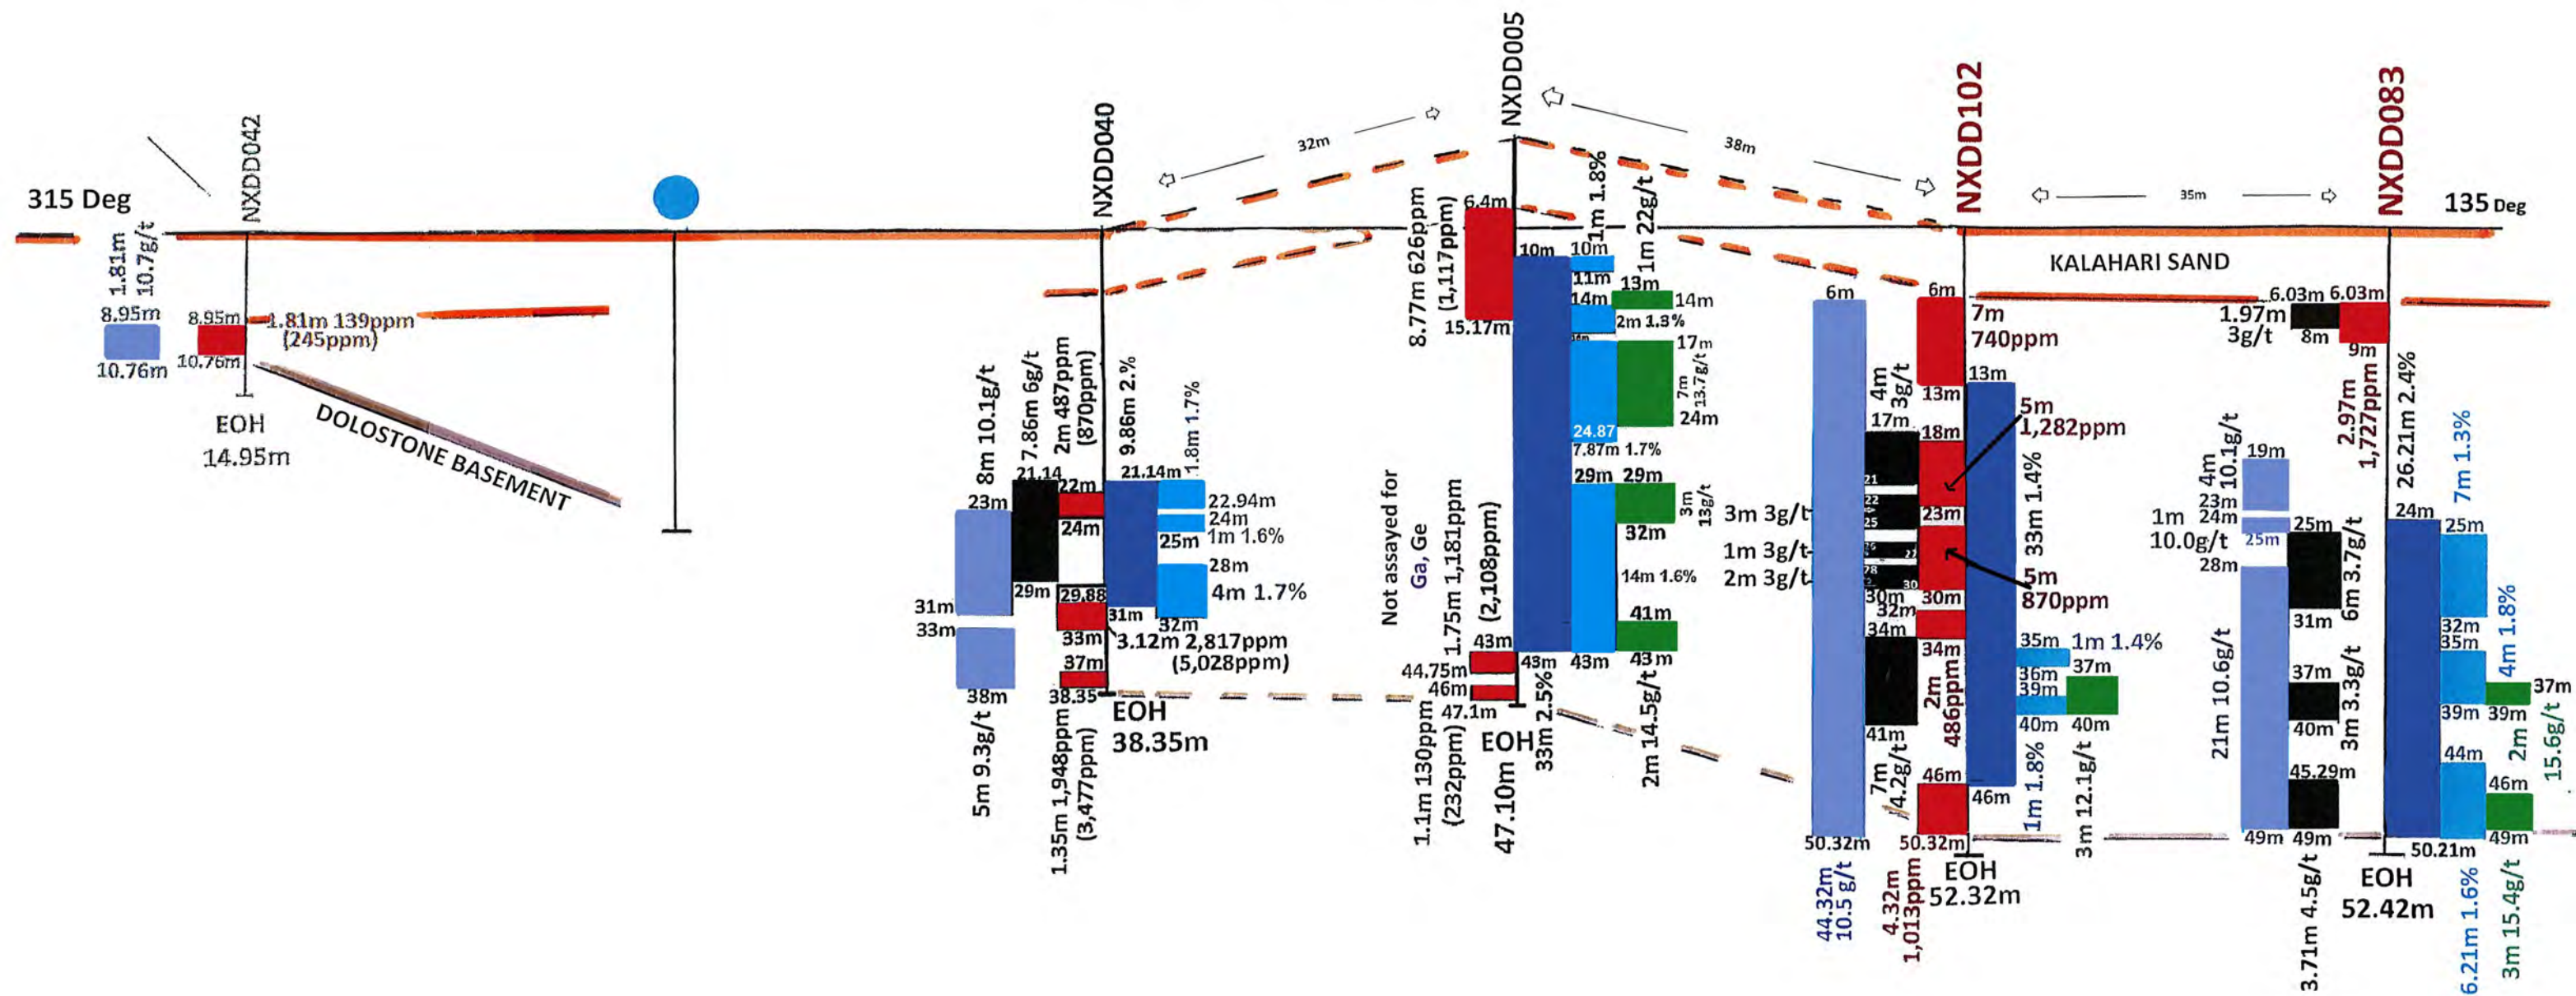 315 Deg
NXDD042
1.81m
10.7g/t
8.95m
10.76m
8.95m
10.76m
1.81m 139ppm
(245ppm)
EOH
14.95m
DOLOSTONE BASEMENT
NXDD040
32m
8m 10.1g/t
7.86m 6g/t
2m 487ppm
(870ppm)
9.86m 2.%
1.8m 1.7%
23m
21,14
22m
21,14m
22.94m
24m
24m
25m
1m 1.6%
28m
4m 1.7%
29m
29,88
31m
31m
32m
33m
33m
3.12m 2,817ppm
(5,028ppm)
37m
38m
38.35
5m 9.3g/t
1.35m 1,948ppm
(3,477ppm)
EOH
38.35m
NXDD005
38m
6.4m
8.77m 626ppm
(1,117ppm)
15.17m
10m
10m
1m 1.8%
1m 22g/t
11m
13m
14m
14m
2m 1.3%
17m
7m
13.7g/t
24m
24.87
7.87m 1.7%
29m
29m
3m
13g/t
32m
14m 1.6%
41m
Not assayed for
Ga, Ge
1.75m 1,181ppm
(2,108ppm)
43m
44.75m
46m
47.1m
43m
43m
43m
1.1m 130ppm
(232ppm)
EOH
47.10m
33m 2.5%
2m 14.5g/t
NXDD102
35m
6m
6m
7m
740ppm
13m
13m
4m
3g/t
17m
18m
5m
1,282ppm
21
22
23m
25
3m 3g/t
1m 3g/t
2m 3g/t
27
78
30
30m
30m
33m 1.4%
5m
870ppm
32m
34m
34m
35m
1m 1.4%
36m
37m
39m
40m
40m
2m
486ppm
41m
7m
4.2g/t
46m
46m
1m 1.8%
3m 12.1g/t
50.32m
50.32m
44.32m
10.5 g/t
4.32m
1,013ppm
EOH
52.32m
NXDD083
135 Deg
KALAHARI SAND
6.03m
6.03m
1.97m
3g/t
8m
9m
2.97m
1,727ppm
26.21m 2.4%
7m 1.3%
4m
10.1g/t
19m
23m
1m
10.0g/t
24m
25m
25m
28m
24m
25m
6m 3.7g/t
31m
32m
35m
4m 1.8%
37m
37m
39m
39m
3m 3.3g/t
40m
21m 10.6g/t
44m
45.29m
46m
2m
15.6g/t
49m
49m
49m
50.21m
3.71m 4.5g/t
EOH
52.42m
6.21m 1.6%
3m 15.4g/t